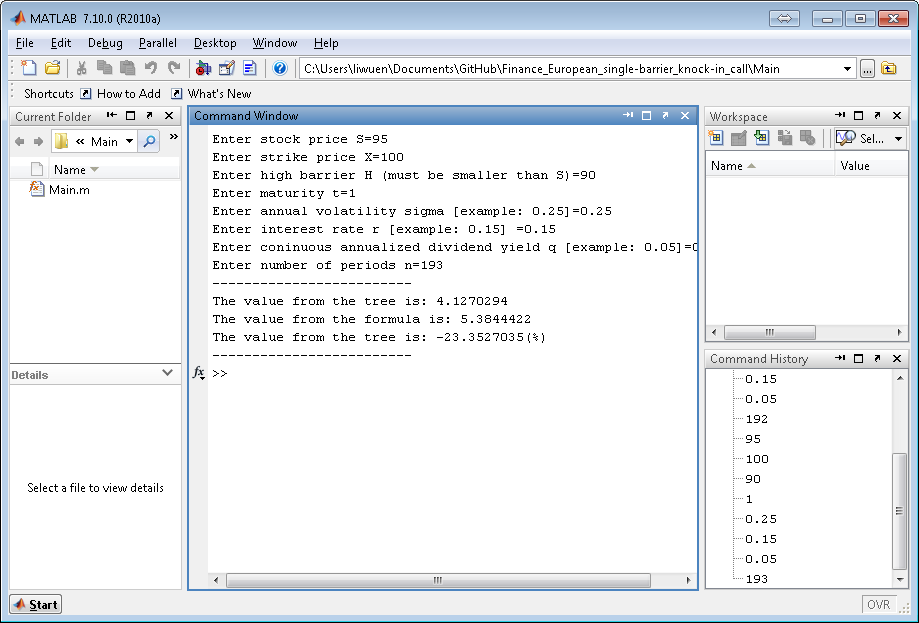 MATLAB 7.10.0 (R2010a)
File Edit Debug Parallel Desktop Window Help
C:\Users\liwuen\Documents\GitHub\Finance_European_single-barrier_knock-in_call\Main
Shortcuts How to Add What's New
Current Folder
« Main
»
Name
Main.m
Details
Select a file to view details
Command Window
Enter stock price S=95
Enter strike price X=100
Enter high barrier H (must be smaller than S)=90
Enter maturity t=1
Enter annual volatility sigma [example: 0.25]=0.25
Enter interest rate r [example: 0.15] =0.15
Enter coninuous annualized dividend yield q [example: 0.05]=0
Enter number of periods n=193
-------------------------
The value from the tree is: 4.1270294
The value from the formula is: 5.3844422
The value from the tree is: -23.3527035(%)
-------------------------
fx >>
Workspace
Sel...
Name Value
Command History
0.15
0.05
192
95
100
90
1
0.25
0.15
0.05
193
Start
OVR